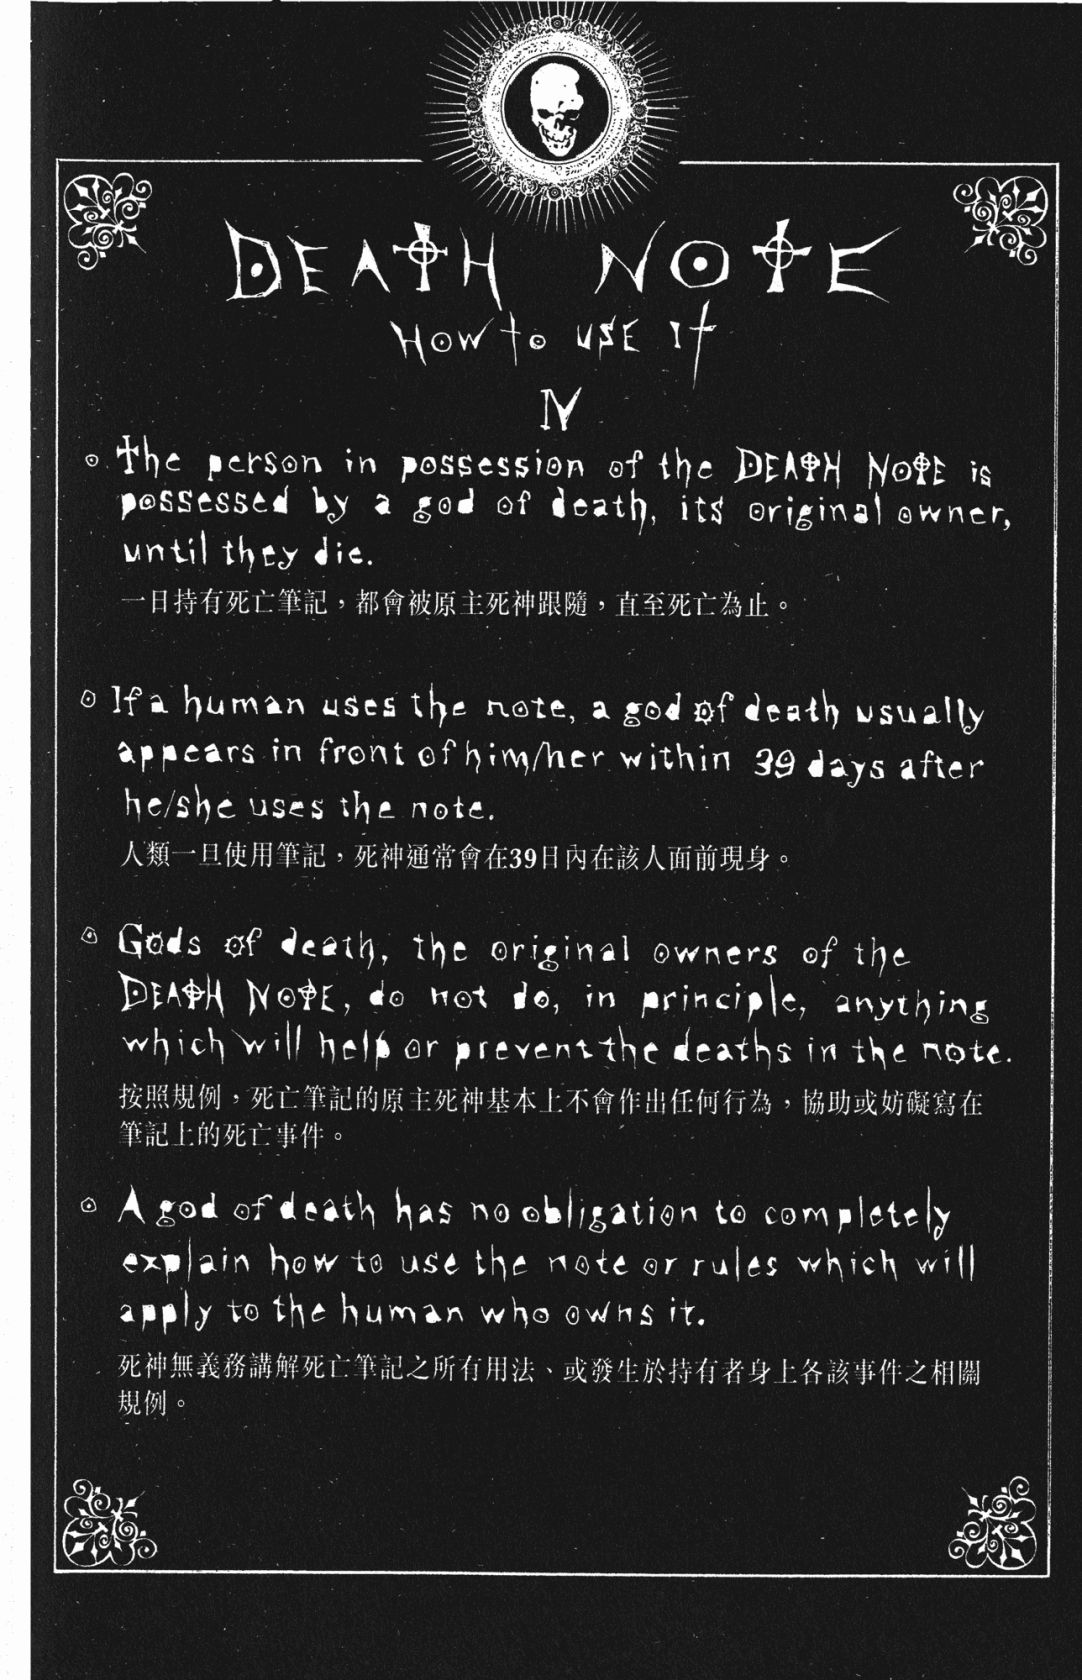 DEATH NOTE
How to use it
IV
The person in possession of the DEATH NOTE is
possessed by a god of death, its original owner,
until they die.
一日持有死亡筆記，都會被原主死神跟隨，直至死亡為止。
If a human uses the note, a god of death usually
appears in front of him/her within 39 days after
he/she uses the note.
人類一旦使用筆記，死神通常會在39日內在該人面前現身。
Gods of death, the original owners of the
DEATH NOTE, do not do, in principle, anything
which will help or prevent the deaths in the note.
按照規例，死亡筆記的原主死神基本上不會作出任何行為，協助或妨礙寫在
筆記上的死亡事件。
A god of death has no obligation to completely
explain how to use the note or rules which will
apply to the human who owns it.
死神無義務講解死亡筆記之所有用法、或發生於持有者身上各該事件之相關
規例。